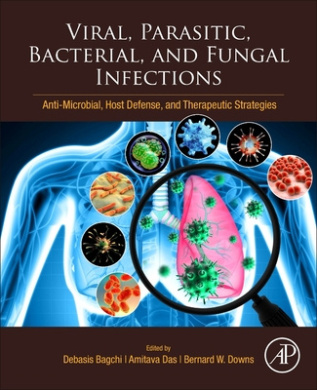 VIRAL, PARASITIC,
BACTERIAL, AND FUNGAL
INFECTIONS
Anti-Microbial, Host Defense, and Therapeutic Strategies
Edited by
Debasis Bagchi | Amitava Das | Bernard W. Downs
AP